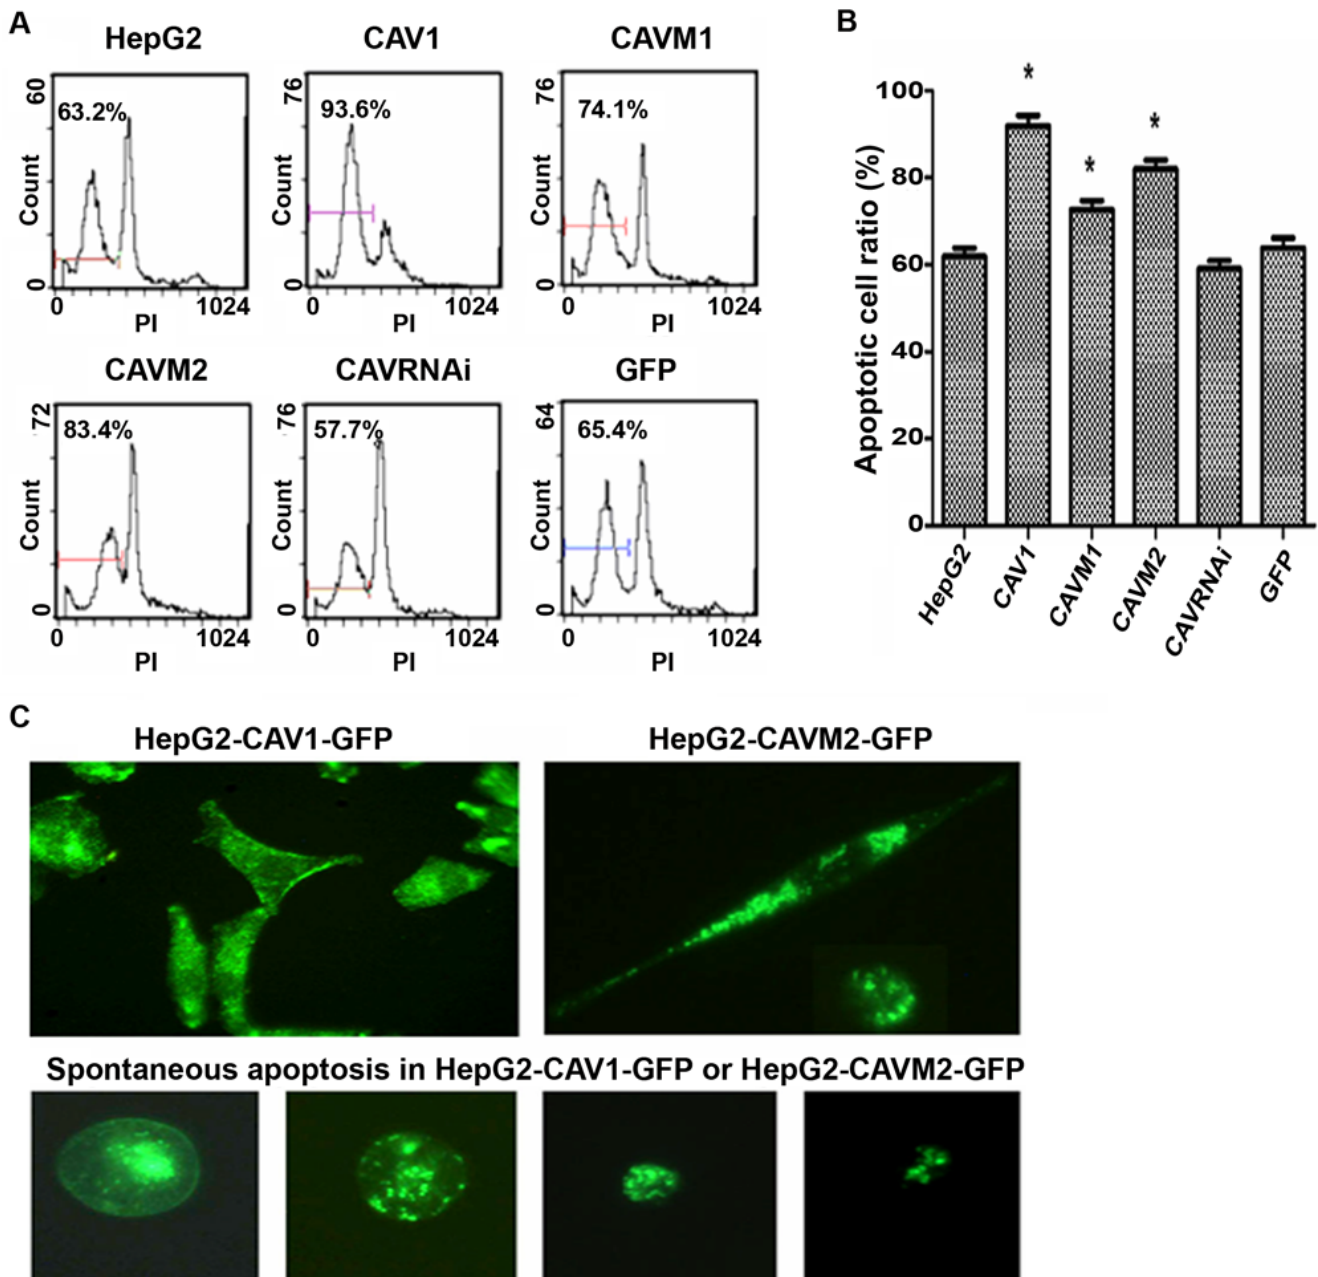 A
HepG2
CAV1
CAVM1
60
63.2%
Count
0
0
1024
PI
76
93.6%
Count
0
0
1024
PI
76
74.1%
Count
0
0
1024
PI
CAVM2
CAVRNAi
GFP
72
83.4%
Count
0
0
1024
PI
76
57.7%
Count
0
0
1024
PI
64
65.4%
Count
0
0
1024
PI
B
Apoptotic cell ratio (%)
100
80
60
40
20
0
*
*
*
HepG2
CAV1
CAVM1
CAVM2
CAVRNAi
GFP
C
HepG2-CAV1-GFP
HepG2-CAVM2-GFP
Spontaneous apoptosis in HepG2-CAV1-GFP or HepG2-CAVM2-GFP